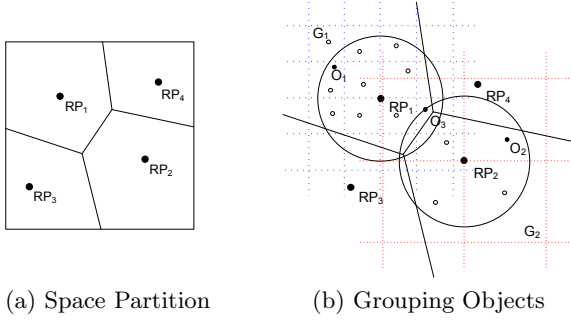 RP1
RP4
RP2
RP3
(a) Space Partition
G1
O1
RP1
RP4
O3
O2
RP2
RP3
G2
(b) Grouping Objects